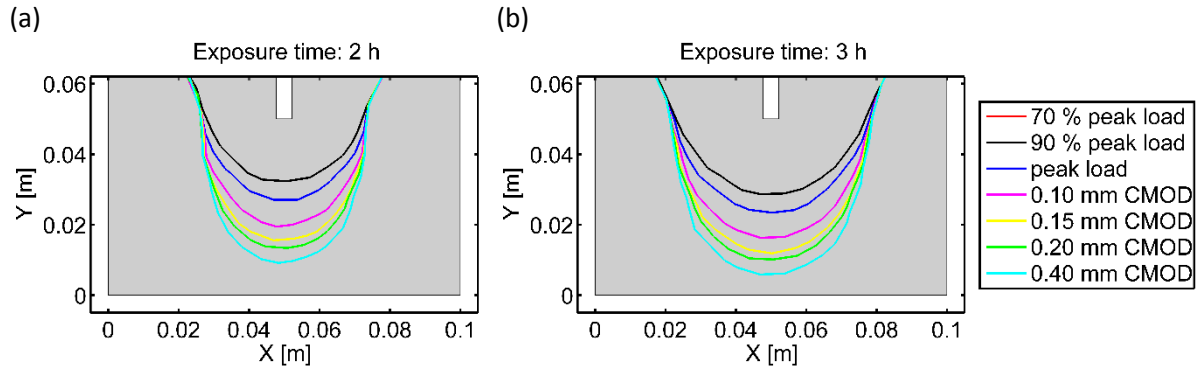 (a)
Exposure time: 2 h
0.06
0.04
0.02
0
Y [m]
0 0.02 0.04 0.06 0.08 0.1
X [m]
(b)
Exposure time: 3 h
0.06
0.04
0.02
0
Y [m]
0 0.02 0.04 0.06 0.08 0.1
X [m]
70 % peak load
90 % peak load
peak load
0.10 mm CMOD
0.15 mm CMOD
0.20 mm CMOD
0.40 mm CMOD